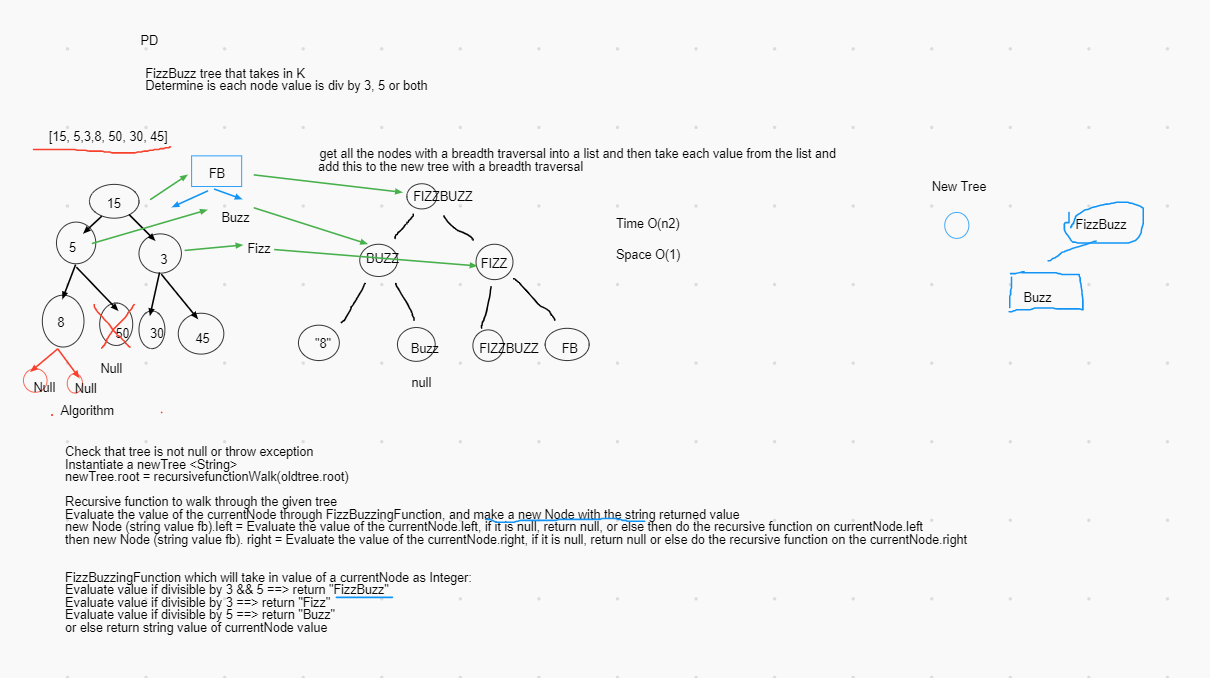 PD
FizzBuzz tree that takes in K
Determine is each node value is div by 3, 5 or both
[15, 5,3,8, 50, 30, 45]
get all the nodes with a breadth traversal into a list and then take each value from the list and
add this to the new tree with a breadth traversal
FB
15
Buzz
5
3
Fizz
8
50
30
45
Null
Null
Null
FIZZBUZZ
BUZZ
FIZZ
"8"
Buzz
FIZZBUZZ
FB
null
Time O(n2)
Space O(1)
New Tree
FizzBuzz
Buzz
Algorithm
Check that tree is not null or throw exception
Instantiate a newTree <String>
newTree.root = recursivefunctionWalk(oldtree.root)
Recursive function to walk through the given tree
Evaluate the value of the currentNode through FizzBuzzingFunction, and make a new Node with the string returned value
new Node (string value fb).left = Evaluate the value of the currentNode.left, if it is null, return null, or else then do the recursive function on currentNode.left
then new Node (string value fb). right = Evaluate the value of the currentNode.right, if it is null, return null or else do the recursive function on the currentNode.right
FizzBuzzingFunction which will take in value of a currentNode as Integer:
Evaluate value if divisible by 3 && 5 ==> return "FizzBuzz"
Evaluate value if divisible by 3 ==> return "Fizz"
Evaluate value if divisible by 5 ==> return "Buzz"
or else return string value of currentNode value